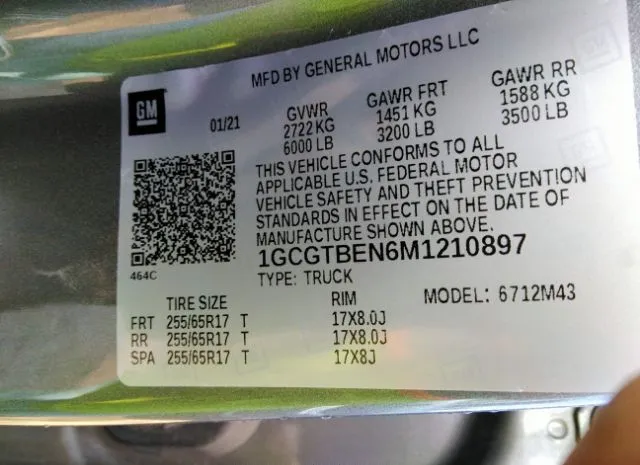 MFD BY GENERAL MOTORS LLC
GM
01/21
GVWR
2722 KG
6000 LB
GAWR FRT
1451 KG
3200 LB
GAWR RR
1588 KG
3500 LB
THIS VEHICLE CONFORMS TO ALL
APPLICABLE U.S. FEDERAL MOTOR
VEHICLE SAFETY AND THEFT PREVENTION
STANDARDS IN EFFECT ON THE DATE OF
MANUFACTURE SHOWN ABOVE.
464C
1GCGTBEN6M1210897
TYPE: TRUCK
MODEL: 6712M43
TIRE SIZE RIM
FRT 255/65R17 T 17X8.0J
RR 255/65R17 T 17X8.0J
SPA 255/65R17 T 17X8J